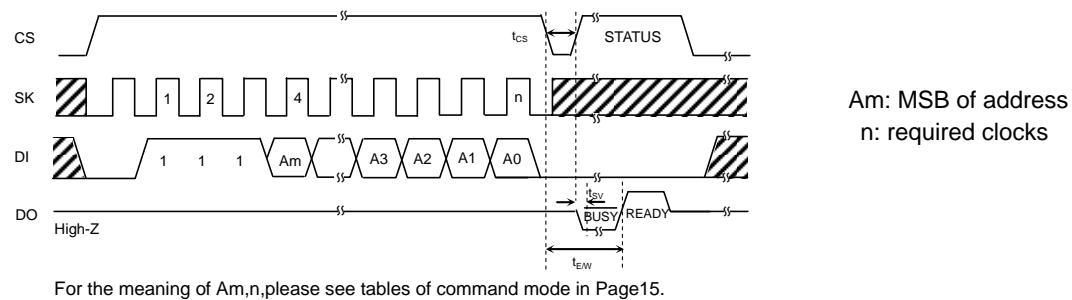 CS
tCS
STATUS
SK
1
2
4
n
DI
1
1
1
Am
A3
A2
A1
A0
DO
High-Z
tSV
BUSY
READY
tE/W
Am: MSB of address
n: required clocks
For the meaning of Am,n,please see tables of command mode in Page15.